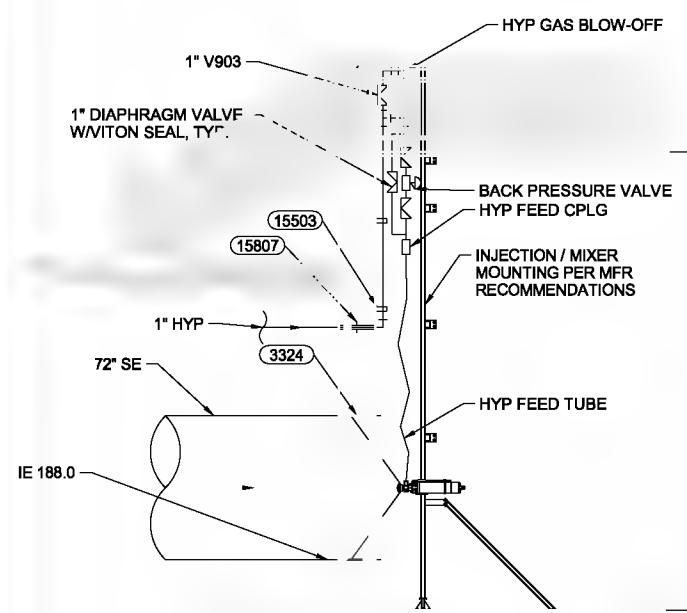 HYP GAS BLOW-OFF
1" V903
1" DIAPHRAGM VALVE
W/VITON SEAL, TYP.
BACK PRESSURE VALVE
15503
HYP FEED CPLG
15807
INJECTION / MIXER
MOUNTING PER MFR
RECOMMENDATIONS
1" HYP
3324
72" SE
HYP FEED TUBE
IE 188.0